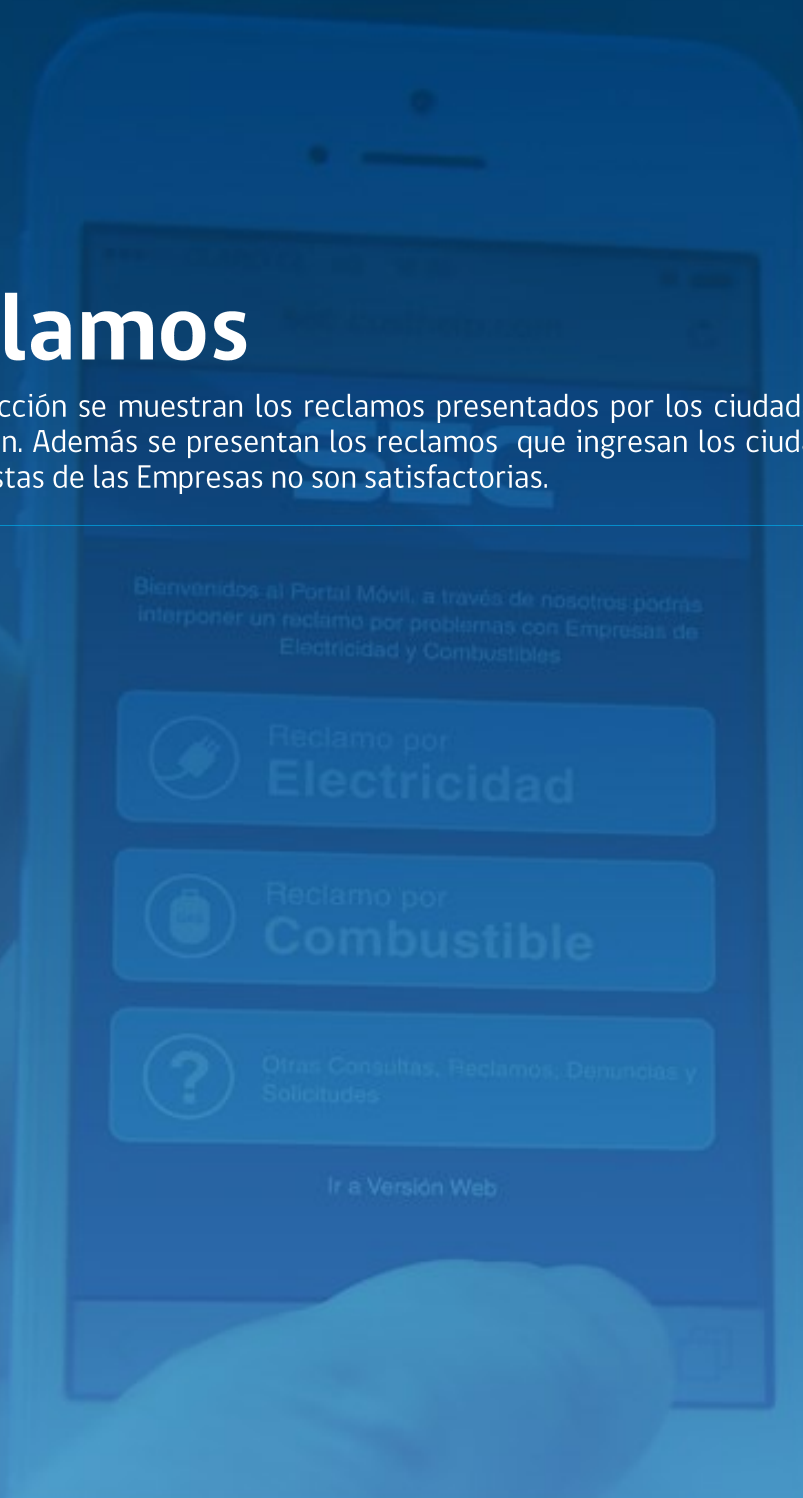 lamos
cción se muestran los reclamos presentados por los ciudad
n. Además se presentan los reclamos que ingresan los ciud
stas de las Empresas no son satisfactorias.
SEC
Bienvenidos al Portal Móvil, a través de nosotros podrás
interponer un reclamo por problemas con Empresas de
Electricidad y Combustibles
Reclamo por
Electricidad
Reclamo por
Combustible
Otras Consultas, Reclamos, Denuncias y
Solicitudes
Ir a Versión Web